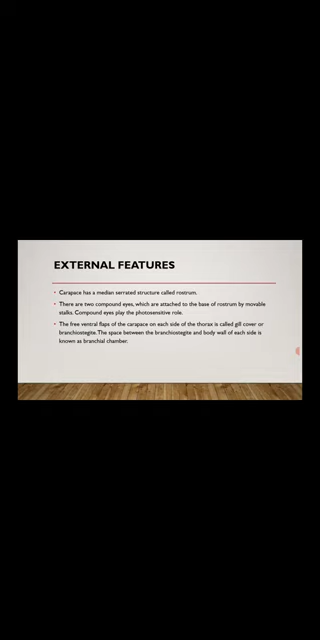 EXTERNAL FEATURES
• Carapace has a median serrated structure called rostrum.
• There are two compound eyes, which are attached to the base of rostrum by movable
stalks. Compound eyes play the photosensitive role.
• The free ventral flaps of the carapace on each side of the thorax is called gill cover or
branchiostegite. The space between the branchiostegite and body wall of each side is
known as branchial chamber.